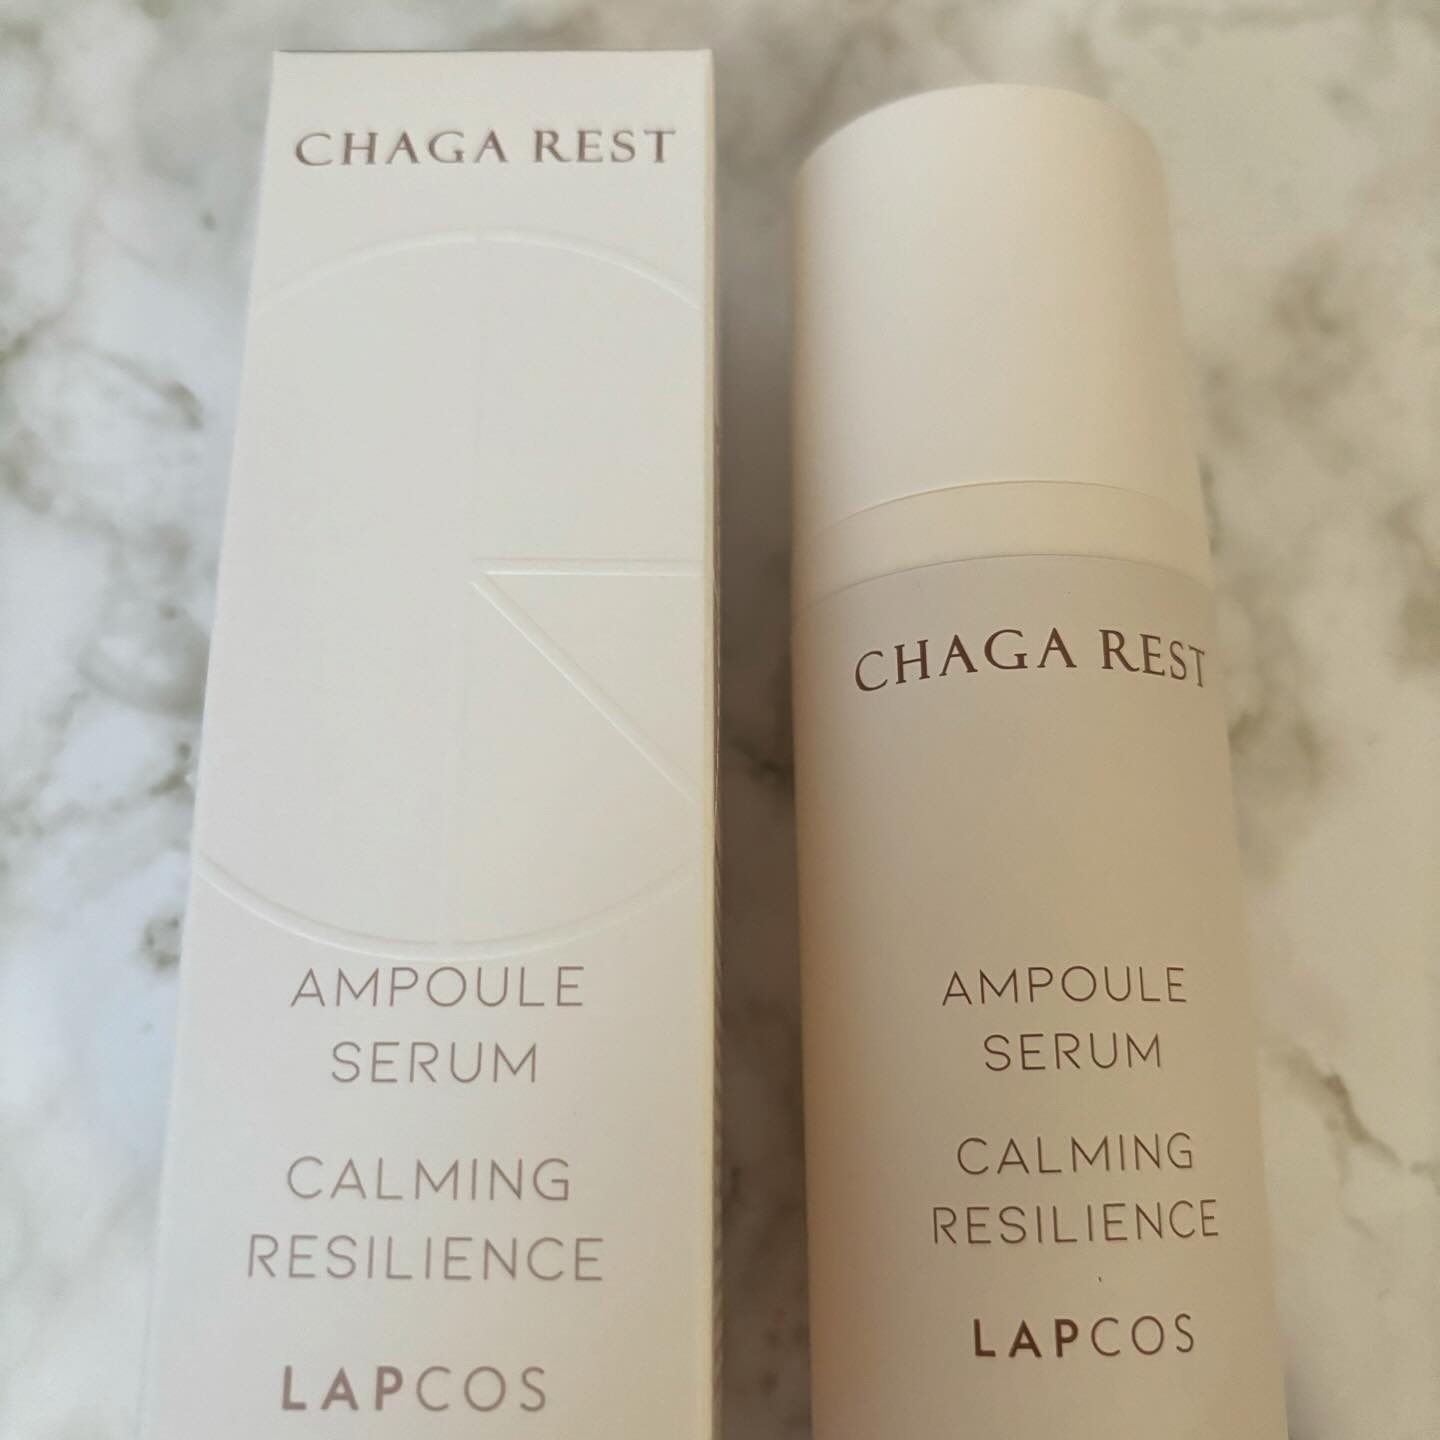 CHAGA REST
AMPOULE
SERUM
CALMING
RESILIENCE
LAPCOS
CHAGA REST
AMPOULE
SERUM
CALMING
RESILIENCE
LAPCOS